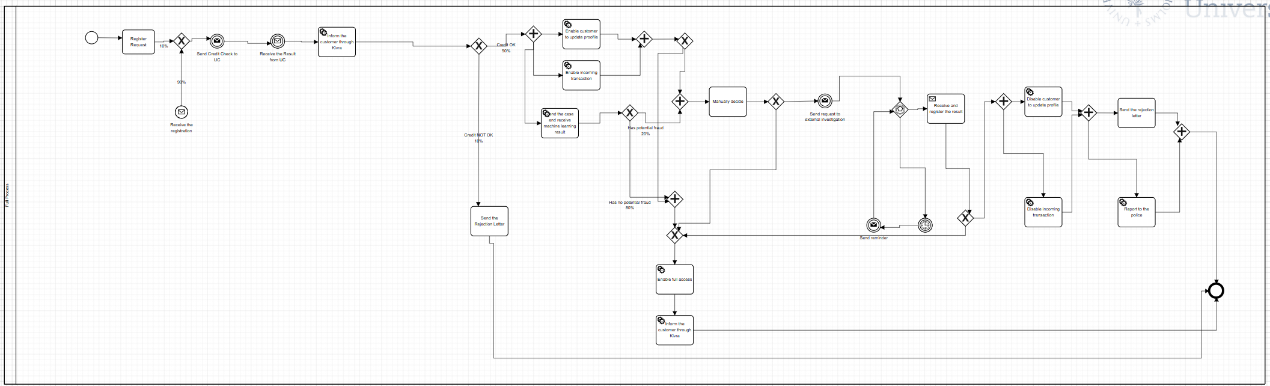 Univers
Register
Request
10%
90%
Receive the
registration
Send Credit Check to
UC
Receive the Result
from UC
Inform the
customer through
Kivra
Credit OK
90%
Credit NOT OK
10%
Send the
Rejection Letter
Enable customer
to update profile
Enable incoming
transaction
Send the case
and receive
machine learning
result
Has potential fraud
20%
Has no potential fraud
80%
Manually decide
Send request to
external investigation
Receive and
register the result
Send reminder
Disable customer
to update profile
Disable incoming
transaction
Send the rejection
letter
Report to the
police
Enable full access
Inform the
customer through
Kivra